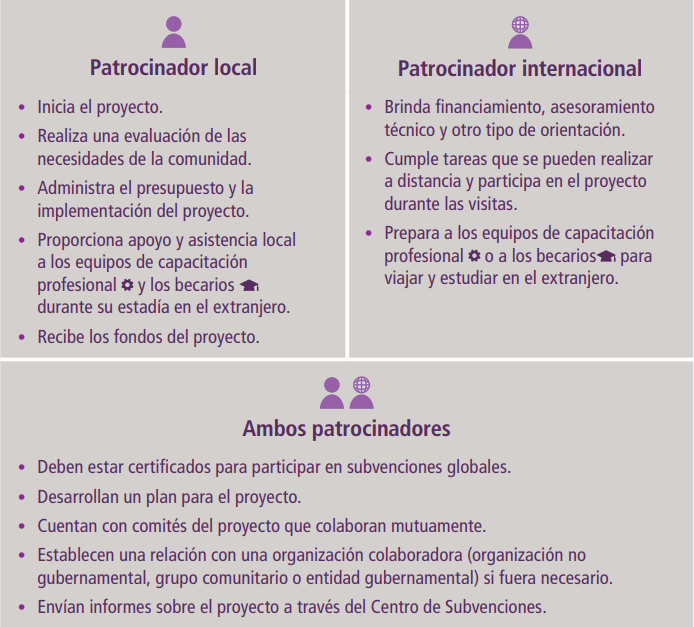 Patrocinador local
• Inicia el proyecto.
• Realiza una evaluación de las
necesidades de la comunidad.
• Administra el presupuesto y la
implementación del proyecto.
• Proporciona apoyo y asistencia local
a los equipos de capacitación
profesional y los becarios
durante su estadía en el extranjero.
• Recibe los fondos del proyecto.
Patrocinador internacional
• Brinda financiamiento, asesoramiento
técnico y otro tipo de orientación.
• Cumple tareas que se pueden realizar
a distancia y participa en el proyecto
durante las visitas.
• Prepara a los equipos de capacitación
profesional o a los becarios para
viajar y estudiar en el extranjero.
Ambos patrocinadores
• Deben estar certificados para participar en subvenciones globales.
• Desarrollan un plan para el proyecto.
• Cuentan con comités del proyecto que colaboran mutuamente.
• Establecen una relación con una organización colaboradora (organización no
gubernamental, grupo comunitario o entidad gubernamental) si fuera necesario.
• Envían informes sobre el proyecto a través del Centro de Subvenciones.